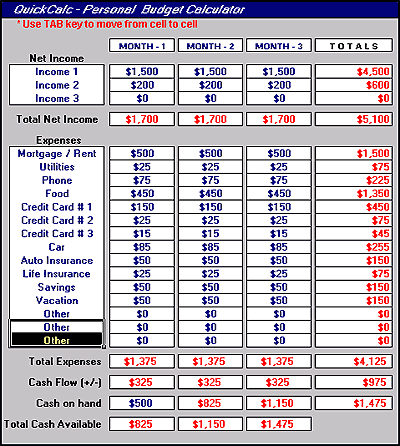 QuickCalc - Personal Budget Calculator
* Use TAB key to move from cell to cell
MONTH - 1 MONTH - 2 MONTH - 3 TOTALS
Net Income
Income 1 $1,500 $1,500 $1,500 $4,500
Income 2 $200 $200 $200 $600
Income 3 $0 $0 $0 $0
Total Net Income $1,700 $1,700 $1,700 $5,100
Expenses
Mortgage / Rent $500 $500 $500 $1,500
Utilities $25 $25 $25 $75
Phone $75 $75 $75 $225
Food $450 $450 $450 $1,350
Credit Card # 1 $150 $150 $150 $450
Credit Card # 2 $25 $25 $25 $75
Credit Card # 3 $15 $15 $15 $45
Car $85 $85 $85 $255
Auto Insurance $50 $50 $50 $150
Life Insurance $25 $25 $25 $75
Savings $50 $50 $50 $150
Vacation $50 $50 $50 $150
Other $0 $0 $0 $0
Other $0 $0 $0 $0
Other $0 $0 $0 $0
Total Expenses $1,375 $1,375 $1,375 $4,125
Cash Flow (+/-) $325 $325 $325 $975
Cash on hand $500 $825 $1,150 $1,475
Total Cash Available $825 $1,150 $1,475